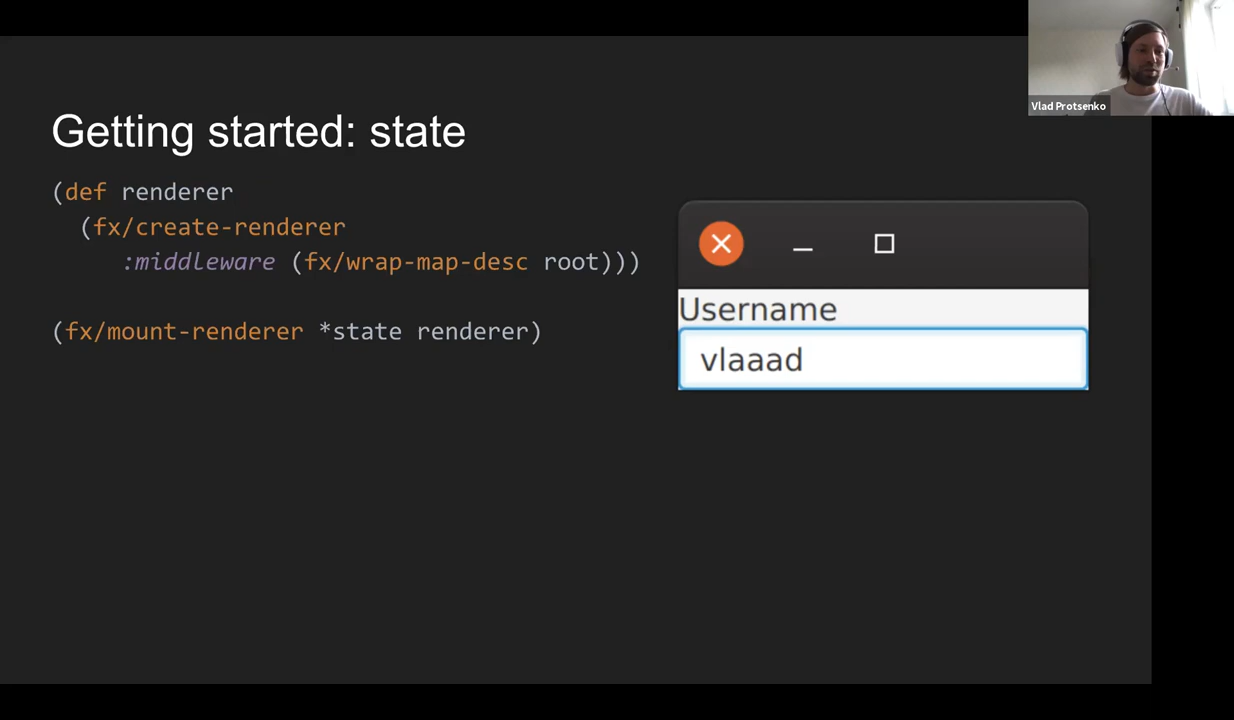 Vlad Protsenko
Getting started: state
(def renderer
(fx/create-renderer
:middleware (fx/wrap-map-desc root)))
(fx/mount-renderer *state renderer)
Username
vlaaad